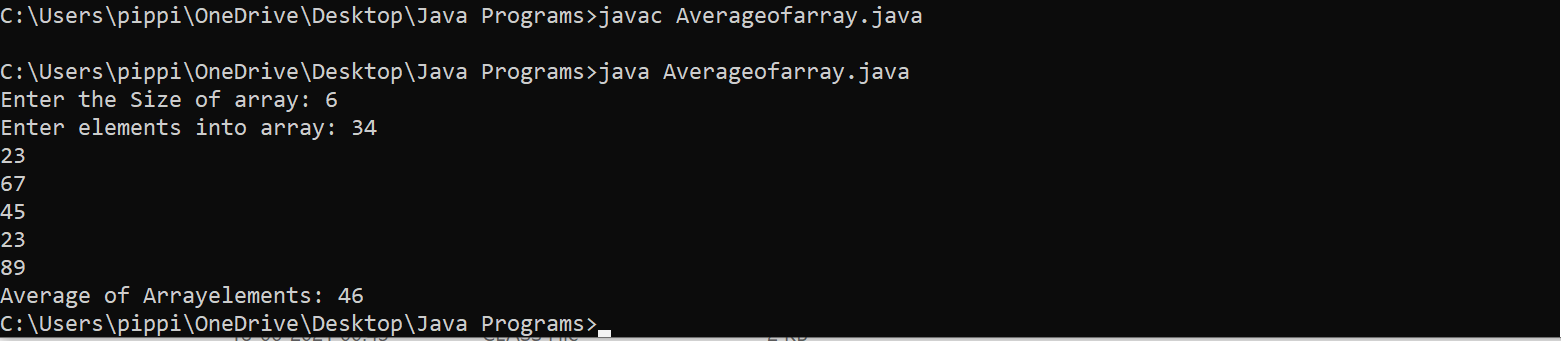 C:\Users\pippi\OneDrive\Desktop\Java Programs>javac Averageofarray.java
C:\Users\pippi\OneDrive\Desktop\Java Programs>java Averageofarray.java
Enter the Size of array: 6
Enter elements into array: 34
23
67
45
23
89
Average of Arrayelements: 46
C:\Users\pippi\OneDrive\Desktop\Java Programs>